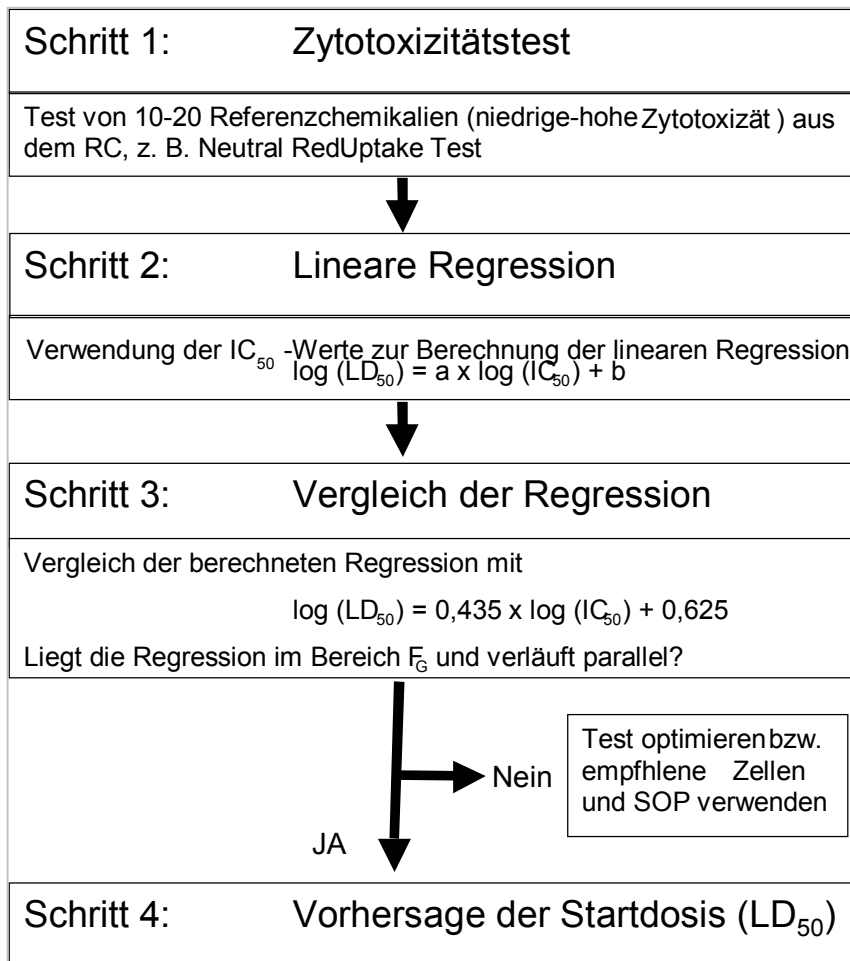 Schritt 1: Zytotoxizitätstest
Test von 10-20 Referenzchemikalien (niedrige-hohe Zytotoxizät ) aus
dem RC, z. B. Neutral RedUptake Test
Schritt 2: Lineare Regression
Verwendung der IC₅₀ -Werte zur Berechnung der linearen Regression
log (LD₅₀) = a x log (IC₅₀) + b
Schritt 3: Vergleich der Regression
Vergleich der berechneten Regression mit
log (LD₅₀) = 0,435 x log (IC₅₀) + 0,625
Liegt die Regression im Bereich F_G und verläuft parallel?
Nein
Test optimieren bzw.
empfhlene Zellen
und SOP verwenden
JA
Schritt 4: Vorhersage der Startdosis (LD₅₀)